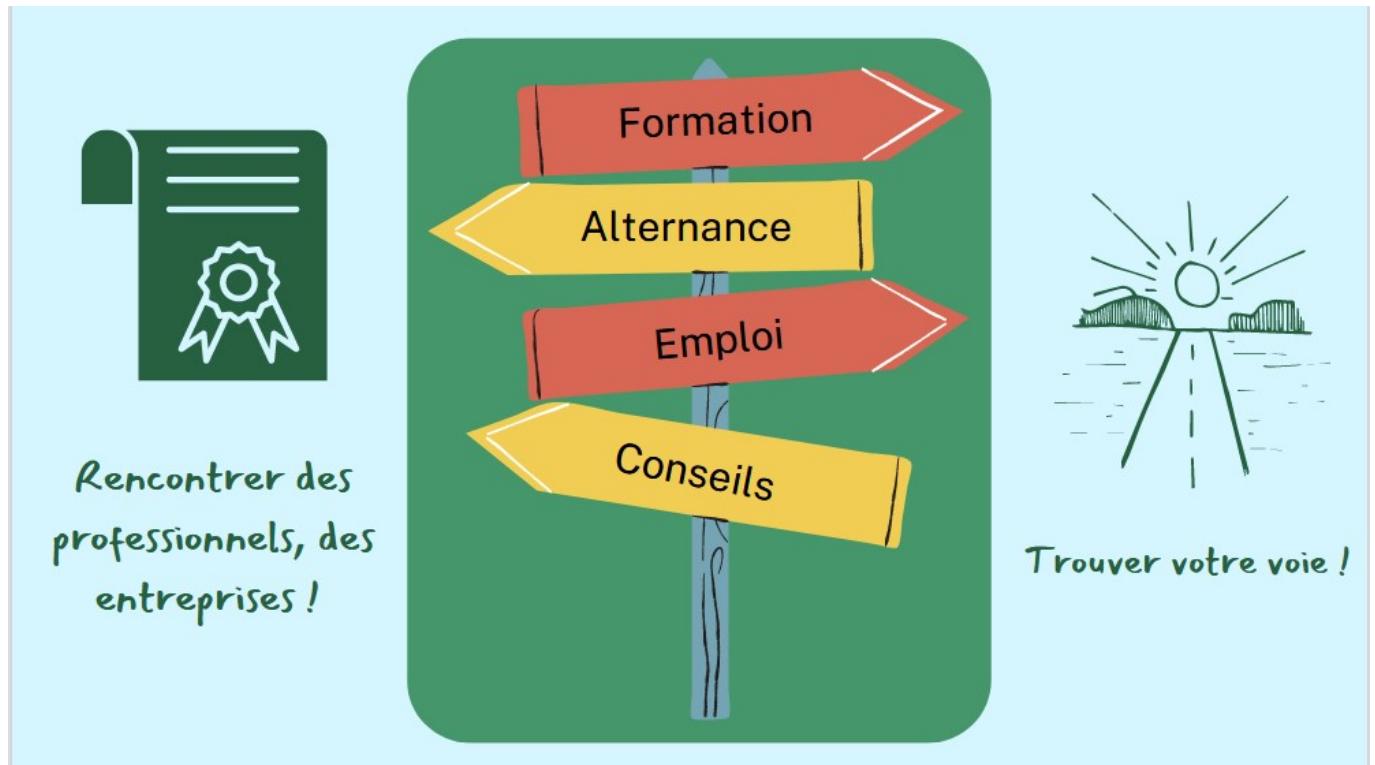 Rencontrer des
professionnels, des
entreprises !
Formation
Alternance
Emploi
Conseils
Trouver votre voie !